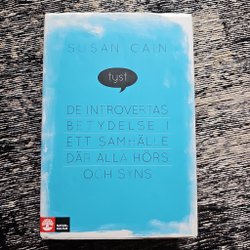 SUSAN CAIN
tyst
DE INTROVERTAS
BETYDELSE I
ETT SAMHÄLLE
DÄR ALLA HÖRS
OCH SYNS